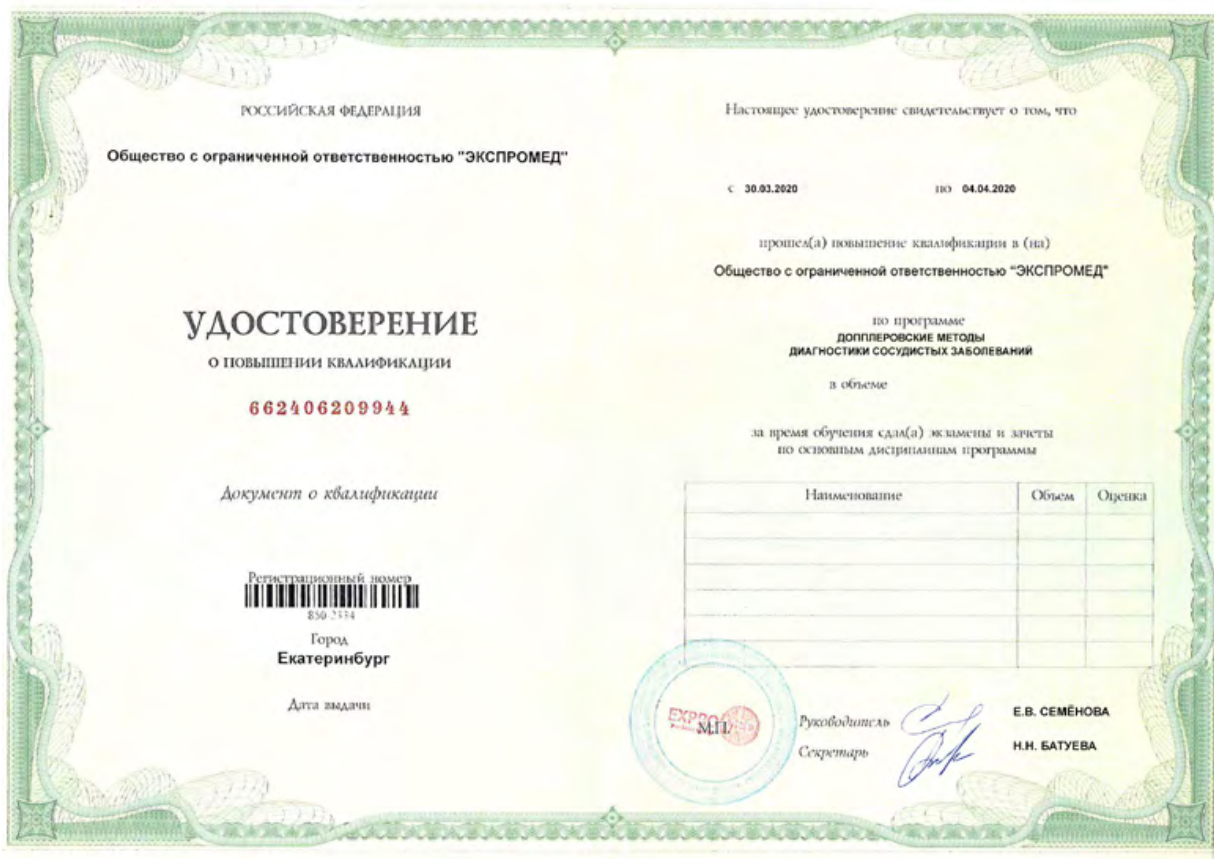 РОССИЙСКАЯ ФЕДЕРАЦИЯ
Общество с ограниченной ответственностью "ЭКСПРОМЕД"
УДОСТОВЕРЕНИЕ
О ПОВЫШЕНИИ КВАЛИФИКАЦИИ
662406209944
Документ о квалификации
Регистрационный номер
850-2334
Город
Екатеринбург
Дата выдачи
Настоящее удостоверение свидетельствует о том, что
с 30.03.2020 по 04.04.2020
прошел(а) повышение квалификации в (на)
Общество с ограниченной ответственностью "ЭКСПРОМЕД"
по программе
ДОППЛЕРОВСКИЕ МЕТОДЫ
ДИАГНОСТИКИ СОСУДИСТЫХ ЗАБОЛЕВАНИЙ
в объеме
за время обучения сдал(а) экзамены и зачеты
по основным дисциплинам программы
Наименование Объем Оценка
М.П.
Руководитель Е.В. СЕМЁНОВА
Секретарь Н.Н. БАТУЕВА